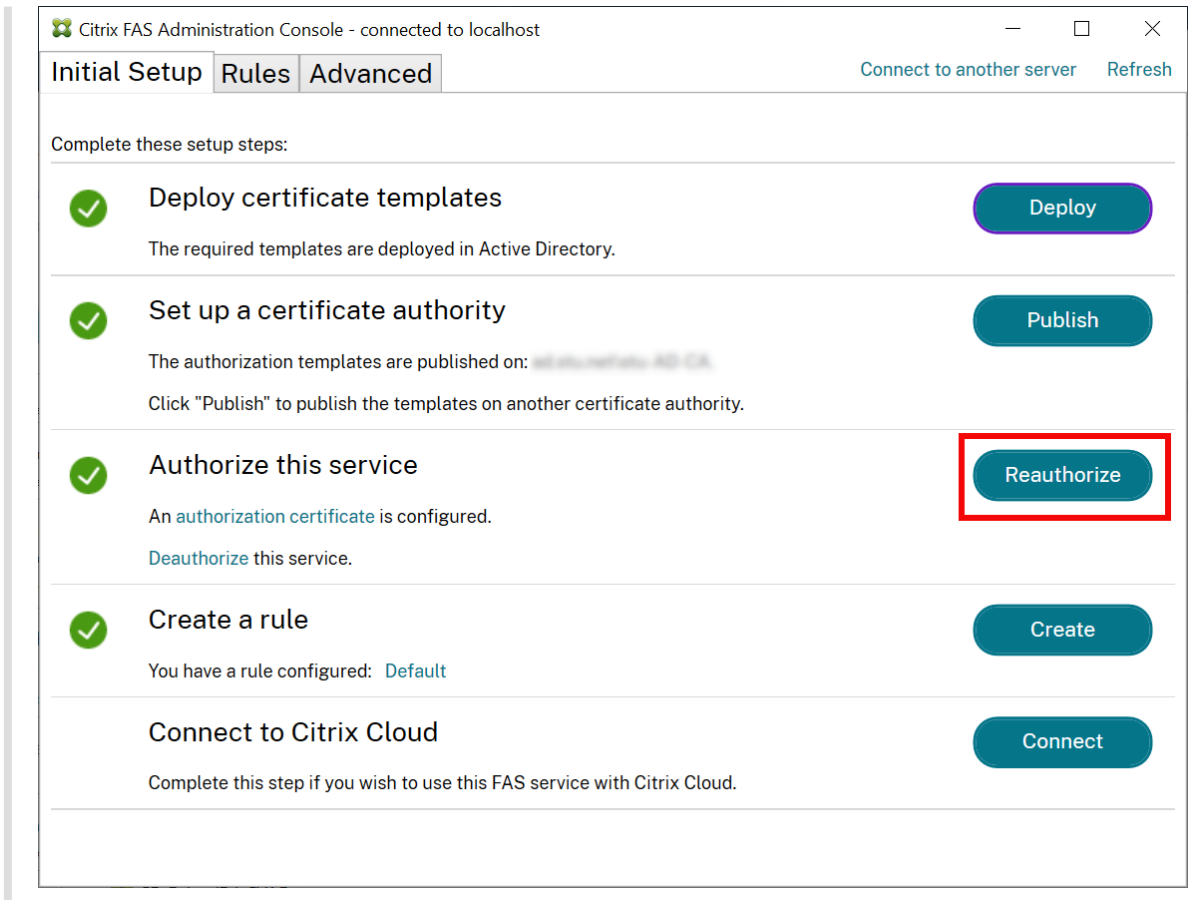 Citrix FAS Administration Console - connected to localhost
Initial Setup Rules Advanced Connect to another server Refresh
Complete these setup steps:
Deploy certificate templates
Deploy
The required templates are deployed in Active Directory.
Set up a certificate authority
Publish
The authorization templates are published on:
Click "Publish" to publish the templates on another certificate authority.
Authorize this service
Reauthorize
An authorization certificate is configured.
Deauthorize this service.
Create a rule
Create
You have a rule configured: Default
Connect to Citrix Cloud
Connect
Complete this step if you wish to use this FAS service with Citrix Cloud.